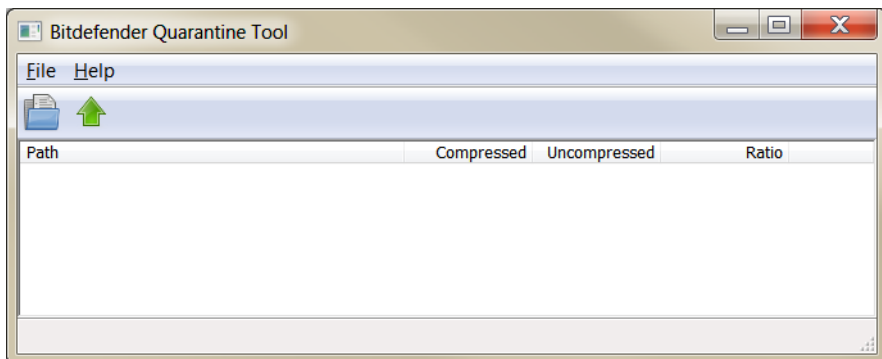 Bitdefender Quarantine Tool
File Help
Path Compressed Uncompressed Ratio